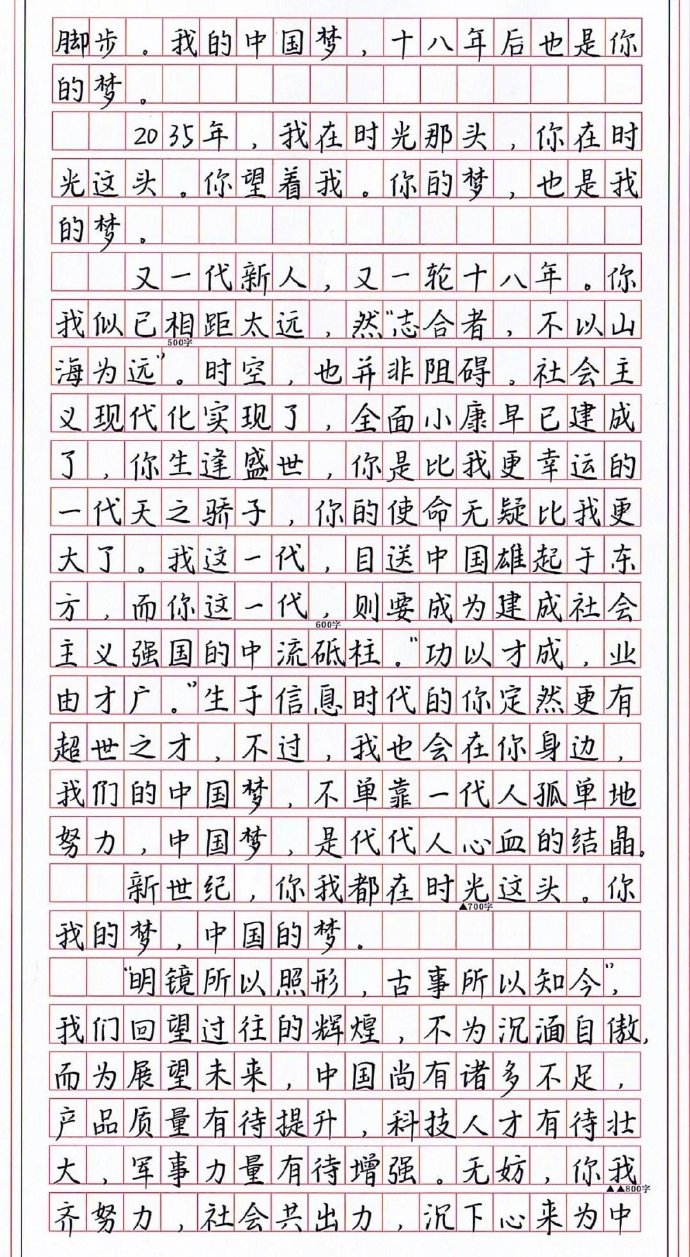 脚步。我的中国梦，十八年后也是你
的梦。
2035年，我在时光那头，你在时
光这头。你望着我。你的梦，也是我
的梦。
又一代新人，又一轮十八年。你
我似已相距太远，然“志合者，不以山
500字
海为远”。时空，也并非阻碍。社会主
义现代化实现了，全面小康早已建成
了，你生逢盛世，你是比我更幸运的
一代天之骄子，你的使命无疑比我更
大了。我这一代，目送中国雄起于东
方，而你这一代，则要成为建成社会
600字
主义强国的中流砥柱。“功以才成，业
由才广。”生于信息时代的你定然更有
超世之才，不过，我也会在你身边，
我们的中国梦，不单靠一代人孤单地
努力，中国梦，是代代人心血的结晶。
新世纪，你我都在时光这头。你
▲700字
我的梦，中国的梦。
“明镜所以照形，古事所以知今”，
我们回望过往的辉煌，不为沉湎自傲，
而为展望未来，中国尚有诸多不足，
产品质量有待提升，科技人才有待壮
大，军事力量有待增强。无妨，你我
▲▲800字
齐努力，社会共出力，沉下心来为中